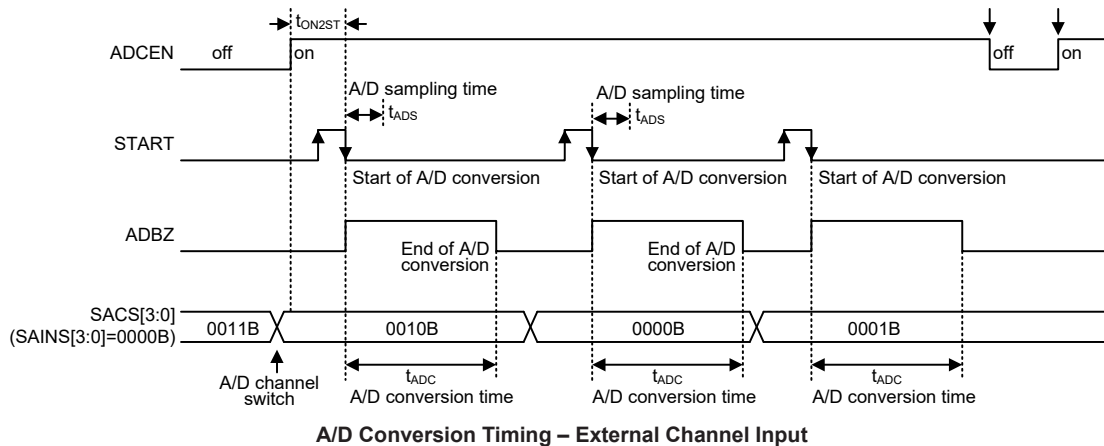 tON2ST
ADCEN
off
on
off
on
A/D sampling time
tADS
A/D sampling time
tADS
START
Start of A/D conversion
Start of A/D conversion
Start of A/D conversion
ADBZ
End of A/D
conversion
End of A/D
conversion
SACS[3:0]
(SAINS[3:0]=0000B)
0011B
0010B
0000B
0001B
A/D channel
switch
tADC
A/D conversion time
tADC
A/D conversion time
tADC
A/D conversion time
A/D Conversion Timing – External Channel Input